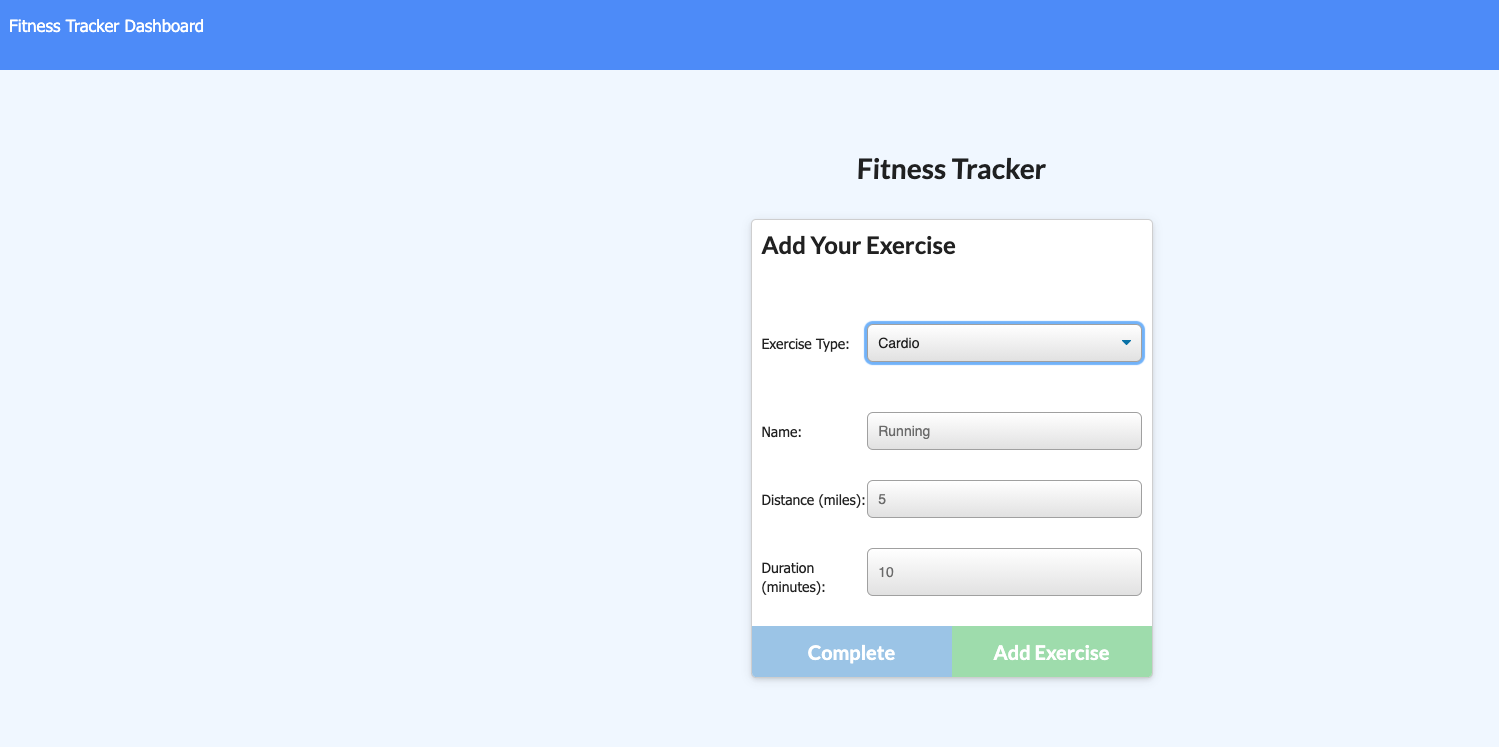 Fitness Tracker Dashboard
Fitness Tracker
Add Your Exercise
Exercise Type: Cardio
Name: Running
Distance (miles): 5
Duration
(minutes): 10
Complete Add Exercise